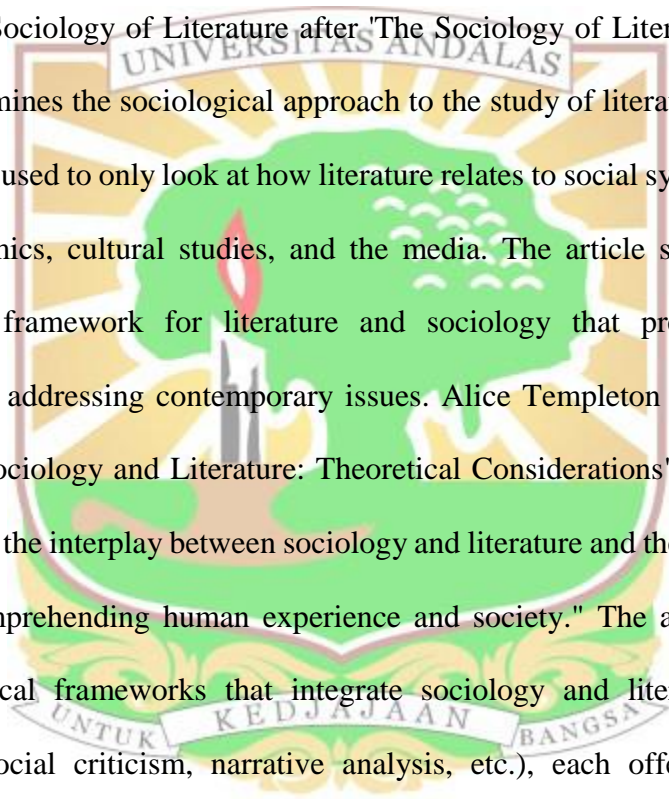 Sociology of Literature after 'The Sociology of Liter
UNIVERSITAS ANDALAS
mines the sociological approach to the study of literat
used to only look at how literature relates to social sy
nics, cultural studies, and the media. The article s
framework for literature and sociology that pr
addressing contemporary issues. Alice Templeton
ociology and Literature: Theoretical Considerations"
the interplay between sociology and literature and the
mprehending human experience and society." The a
ical frameworks that integrate sociology and lite
UNTUK KEDJAJAAN BANGSA
ocial criticism, narrative analysis, etc.), each off